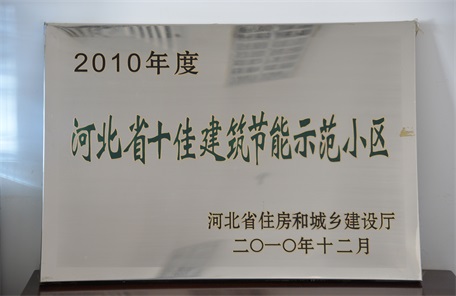 2010年度
河北省十佳建筑节能示范小区
河北省住房和城乡建设厅
二〇一〇年十二月